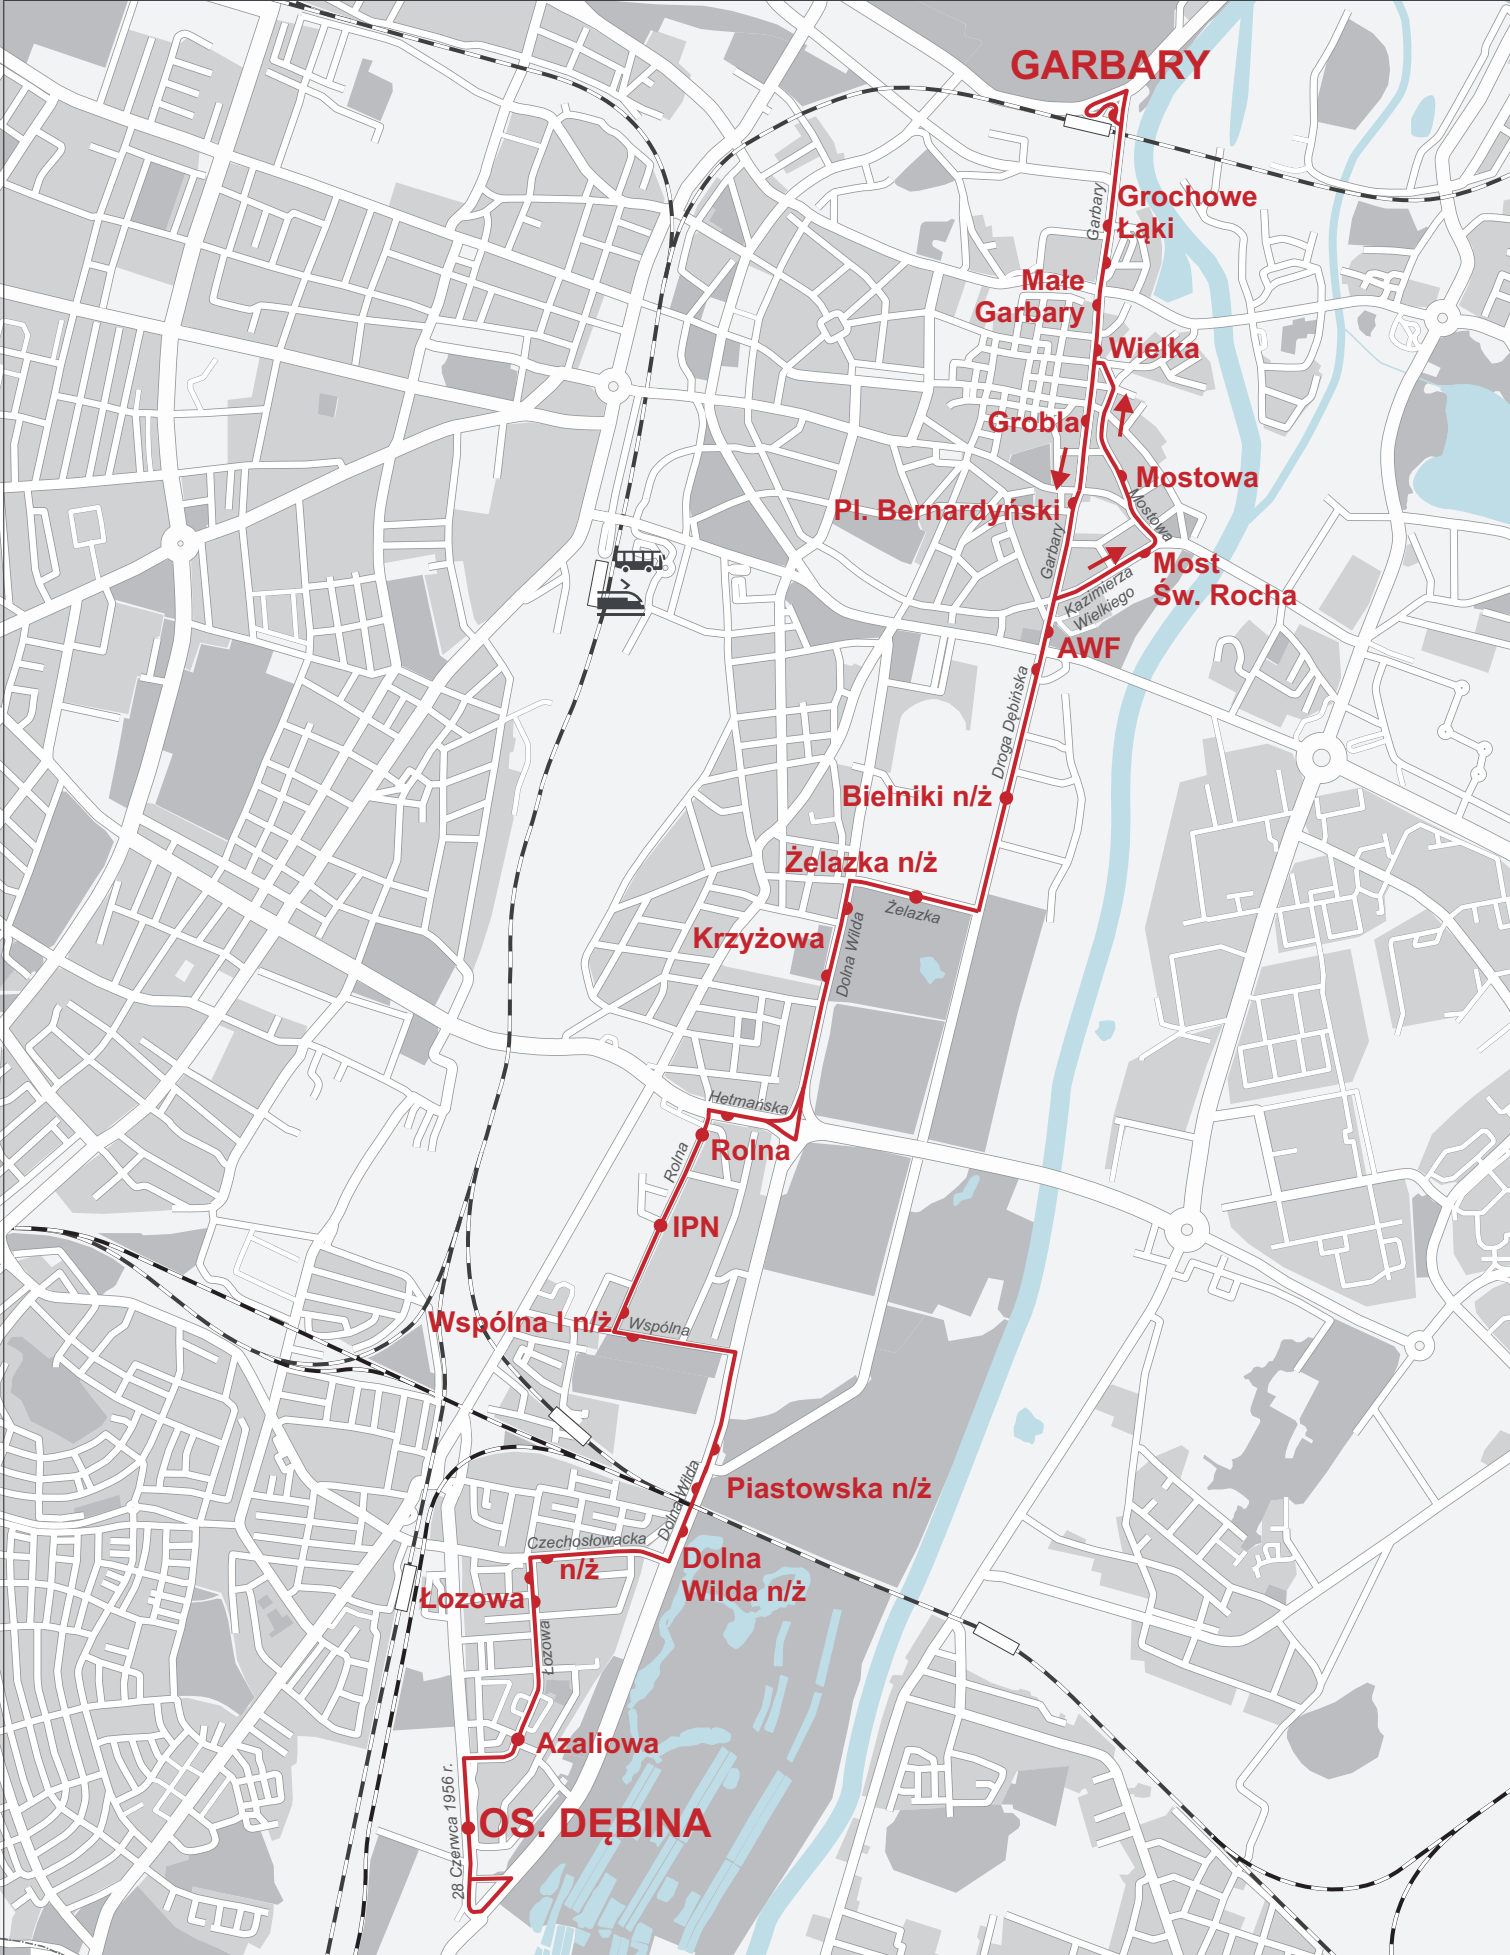 GARBARY
Garbary
Grochowe
Łąki
Małe
Garbary
Wielka
Grobla
Mostowa
Mostowa
Pl. Bernardyński
Garbary
Most
Św. Rocha
Kazimierza
Wielkiego
AWF
Droga Dębińska
Bielniki n/ż
Żelazka n/ż
Żelazka
Krzyżowa
Dolna Wilda
Hetmańska
Rolna
Rolna
IPN
Wspólna I n/ż
Wspólna
Piastowska n/ż
Dolna Wilda
Czechosłowacka
Dolna
Wilda n/ż
n/ż
Łozowa
Łozowa
Azaliowa
28 Czerwca 1956 r.
OS. DĘBINA